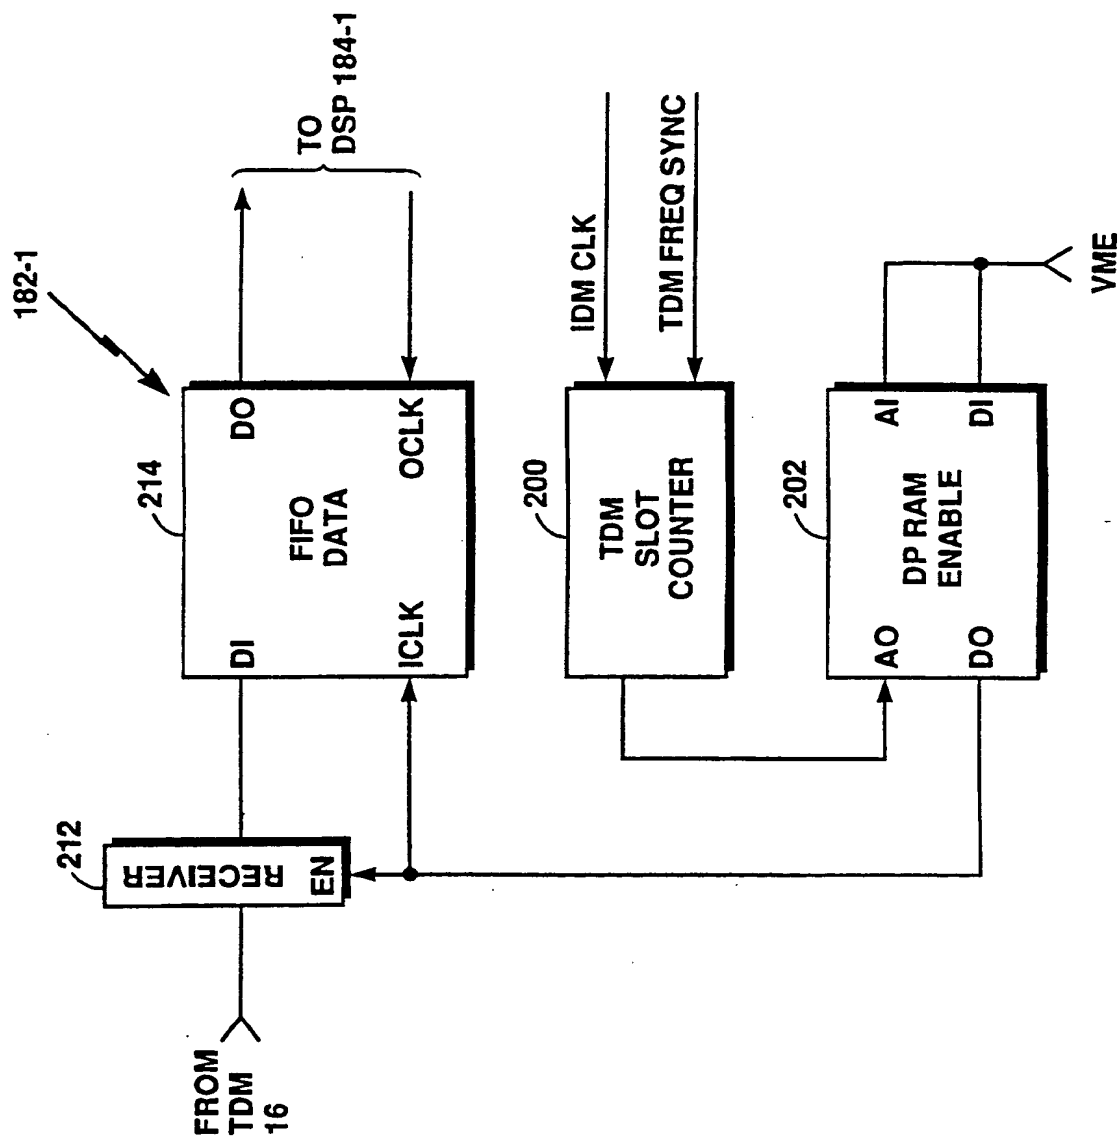 182-1
FROM
TDM
16
212
RECEIVER
EN
214
DI
DO
FIFO
DATA
ICLK
OCLK
TO
DSP 184-1
200
TDM
SLOT
COUNTER
IDM CLK
TDM FREQ SYNC
202
AO
AI
DP RAM
ENABLE
DO
DI
VME